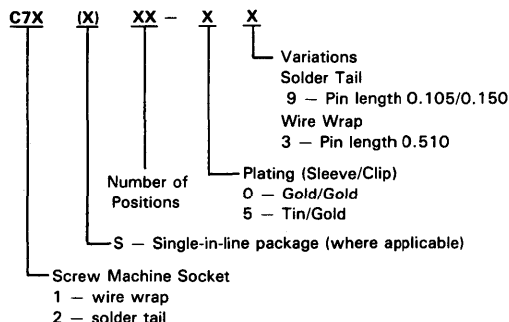 C7X (X) XX – X X
Variations
Solder Tail
9 – Pin length 0.105/0.150
Wire Wrap
3 – Pin length 0.510
Plating (Sleeve/Clip)
0 – Gold/Gold
5 – Tin/Gold
Number of
Positions
S – Single-in-line package (where applicable)
Screw Machine Socket
1 – wire wrap
2 – solder tail